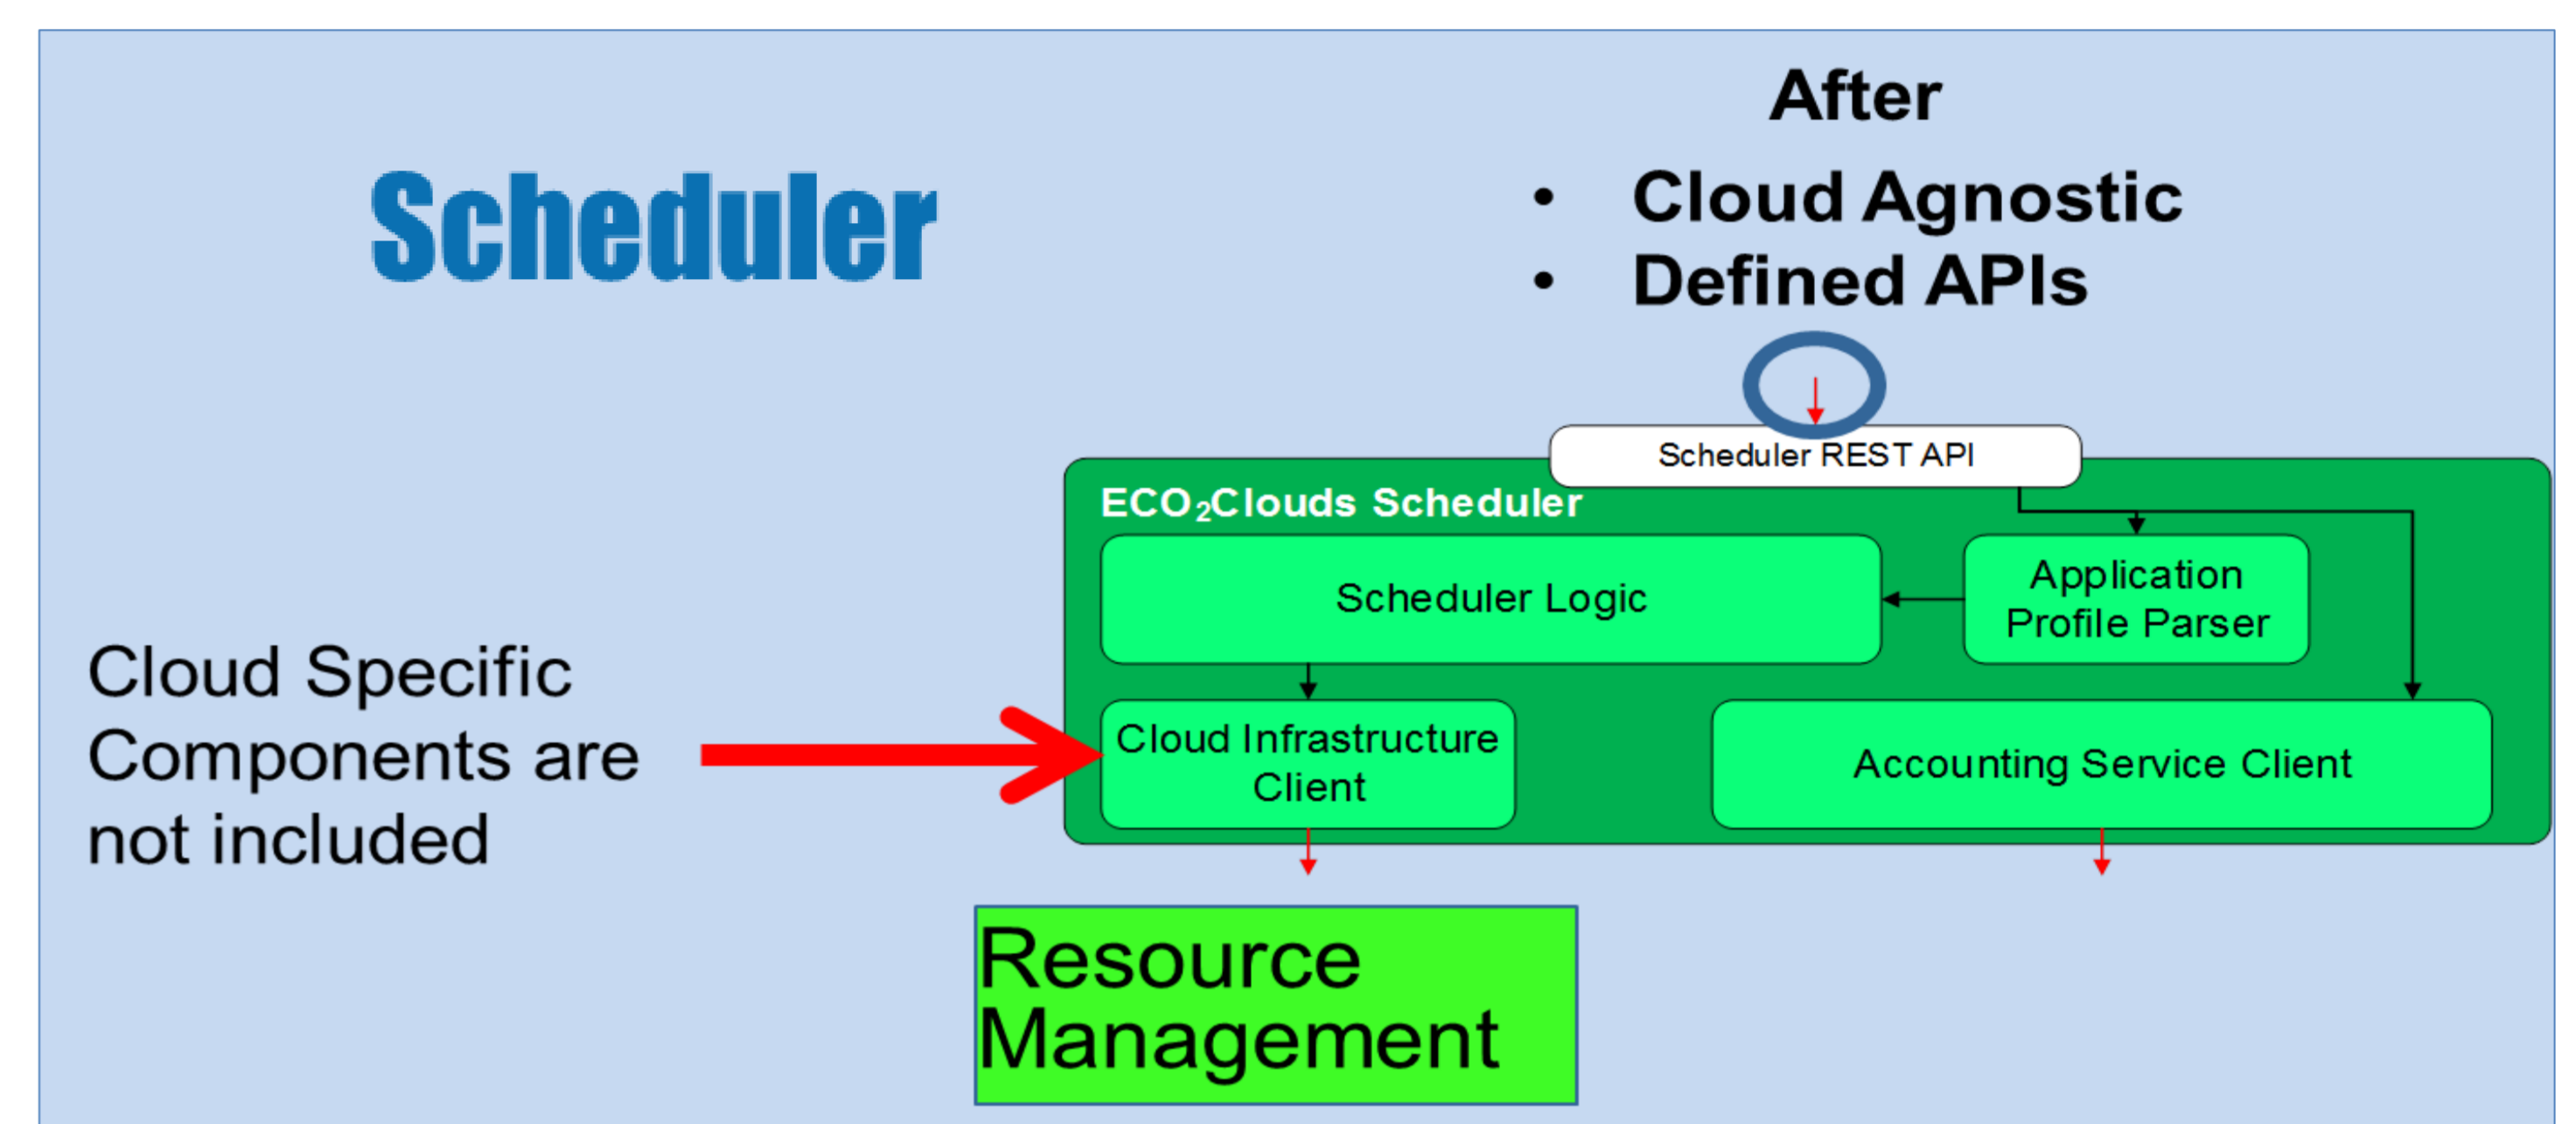 Scheduler
After
• Cloud Agnostic
• Defined APIs
Scheduler REST API
ECO₂Clouds Scheduler
Scheduler Logic
Application
Profile Parser
Cloud Specific
Components are
not included
Cloud Infrastructure
Client
Accounting Service Client
Resource
Management